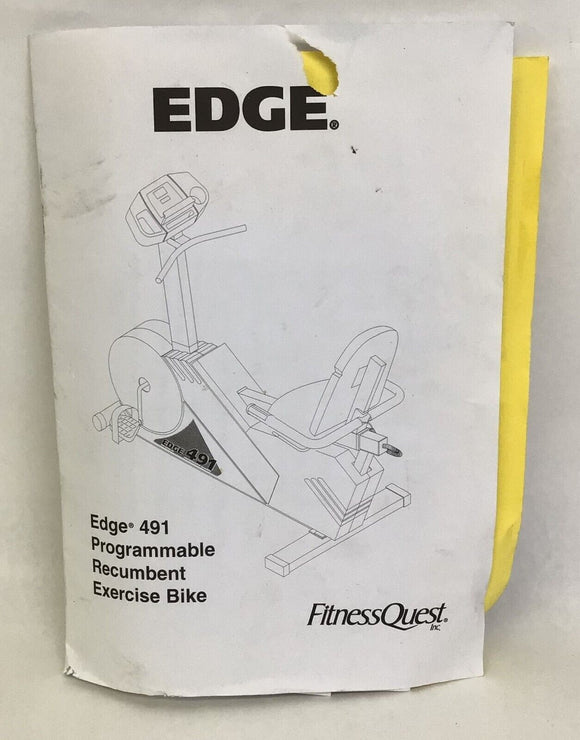 EDGE®
EDGE 491
Edge® 491
Programmable
Recumbent
Exercise Bike
FitnessQuest®
Inc.